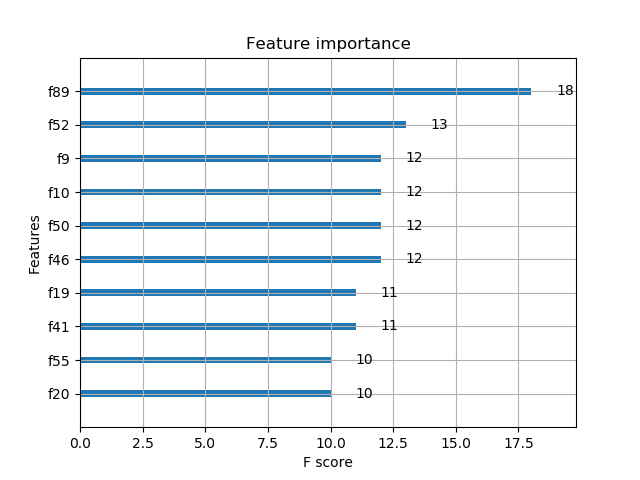 Feature importance
f89 18
f52 13
f9 12
f10 12
f50 12
f46 12
f19 11
f41 11
f55 10
f20 10
Features
0.0 2.5 5.0 7.5 10.0 12.5 15.0 17.5
F score